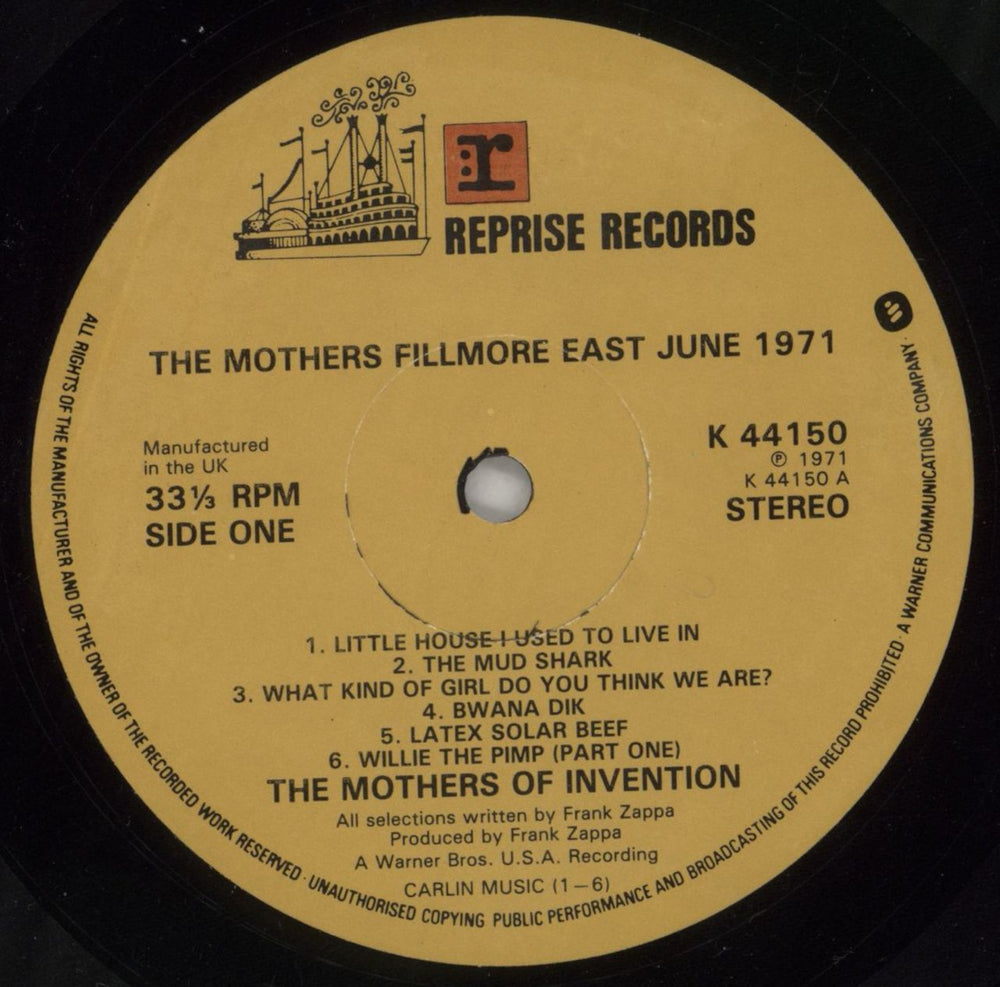 r
REPRISE RECORDS
THE MOTHERS FILLMORE EAST JUNE 1971
Manufactured
in the UK
33⅓ RPM
SIDE ONE
K 44150
℗ 1971
K 44150 A
STEREO
1. LITTLE HOUSE I USED TO LIVE IN
2. THE MUD SHARK
3. WHAT KIND OF GIRL DO YOU THINK WE ARE?
4. BWANA DIK
5. LATEX SOLAR BEEF
6. WILLIE THE PIMP (PART ONE)
THE MOTHERS OF INVENTION
All selections written by Frank Zappa
Produced by Frank Zappa
A Warner Bros. U.S.A. Recording
CARLIN MUSIC (1—6)
ALL RIGHTS OF THE MANUFACTURER AND OF THE OWNER OF THE RECORDED WORK RESERVED · UNAUTHORISED COPYING PUBLIC PERFORMANCE AND BROADCASTING OF THIS RECORD PROHIBITED · A WARNER COMMUNICATIONS COMPANY ·